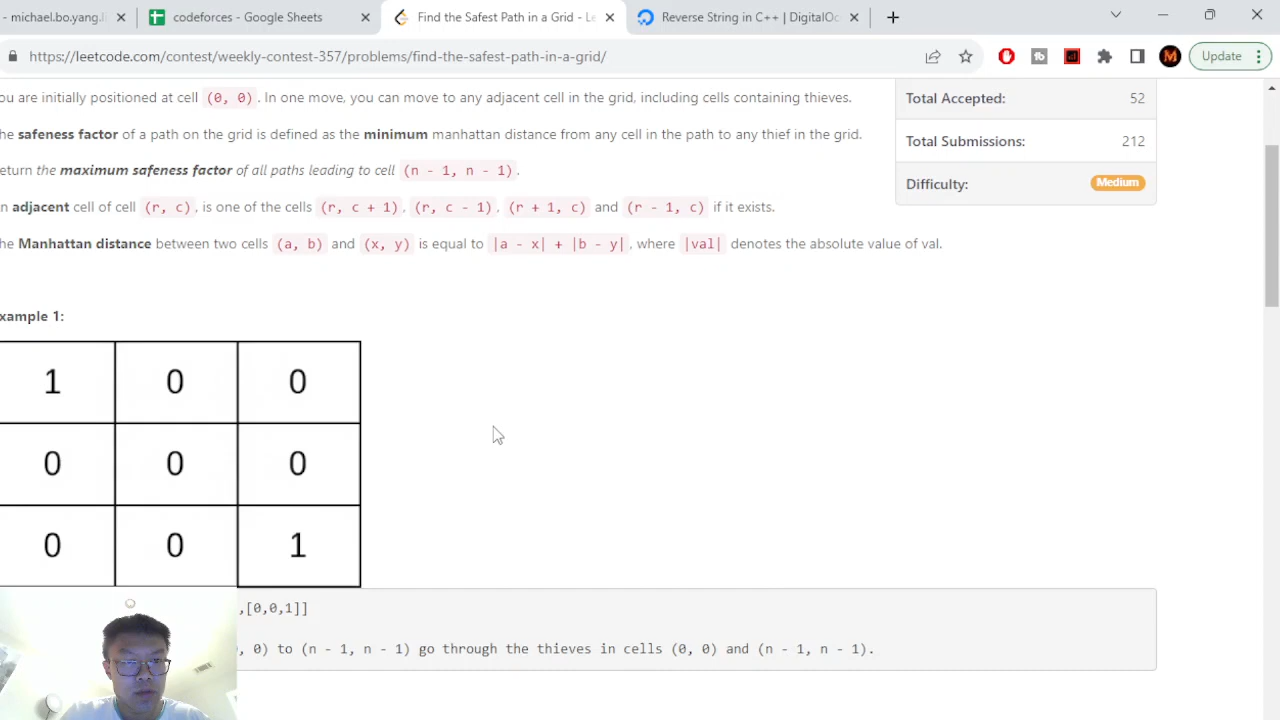 - michael.bo.yang.
codeforces - Google Sheets
Find the Safest Path in a Grid - Le
Reverse String in C++ | DigitalOc
https://leetcode.com/contest/weekly-contest-357/problems/find-the-safest-path-in-a-grid/
Update
ou are initially positioned at cell (0, 0). In one move, you can move to any adjacent cell in the grid, including cells containing thieves.
he safeness factor of a path on the grid is defined as the minimum manhattan distance from any cell in the path to any thief in the grid.
eturn the maximum safeness factor of all paths leading to cell (n - 1, n - 1).
n adjacent cell of cell (r, c), is one of the cells (r, c + 1), (r, c - 1), (r + 1, c) and (r - 1, c) if it exists.
he Manhattan distance between two cells (a, b) and (x, y) is equal to |a - x| + |b - y|, where |val| denotes the absolute value of val.
Total Accepted: 52
Total Submissions: 212
Difficulty: Medium
xample 1:
1 0 0
0 0 0
0 0 1
,[0,0,1]]
, 0) to (n - 1, n - 1) go through the thieves in cells (0, 0) and (n - 1, n - 1).